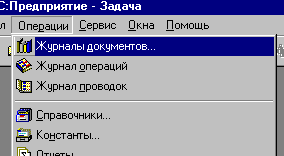 С:Предприятие - Задача
л Операции Сервис Окна Помощь
Журналы документов...
Журнал операций
Журнал проводок
Справочники...
Константы...
Отчеты